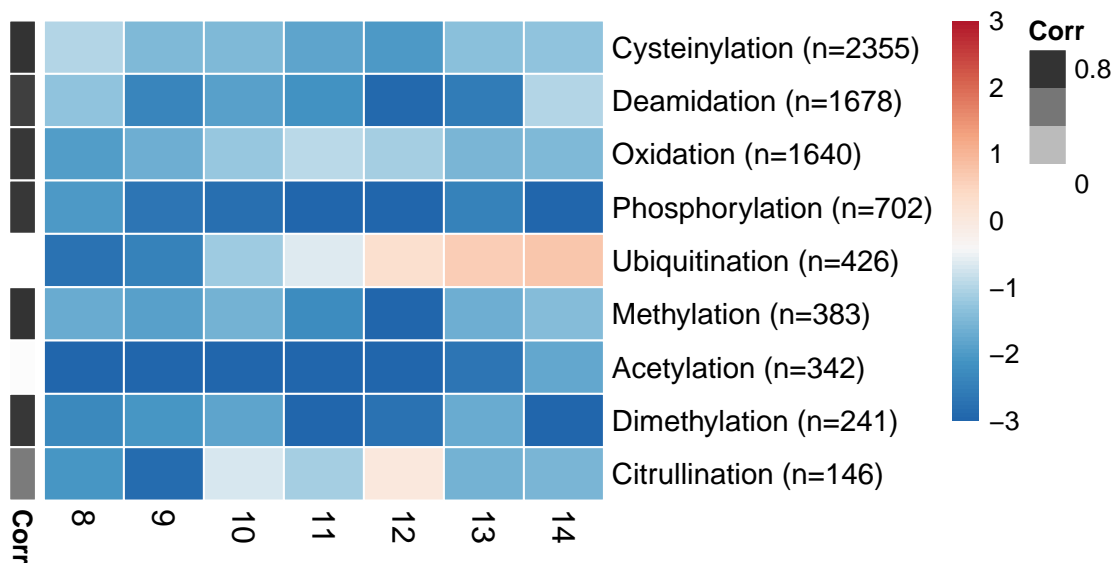 Cysteinylation (n=2355)
Deamidation (n=1678)
Oxidation (n=1640)
Phosphorylation (n=702)
Ubiquitination (n=426)
Methylation (n=383)
Acetylation (n=342)
Dimethylation (n=241)
Citrullination (n=146)
3
2
1
0
−1
−2
−3
Corr
0.8
0
Corr
8
9
10
11
12
13
14